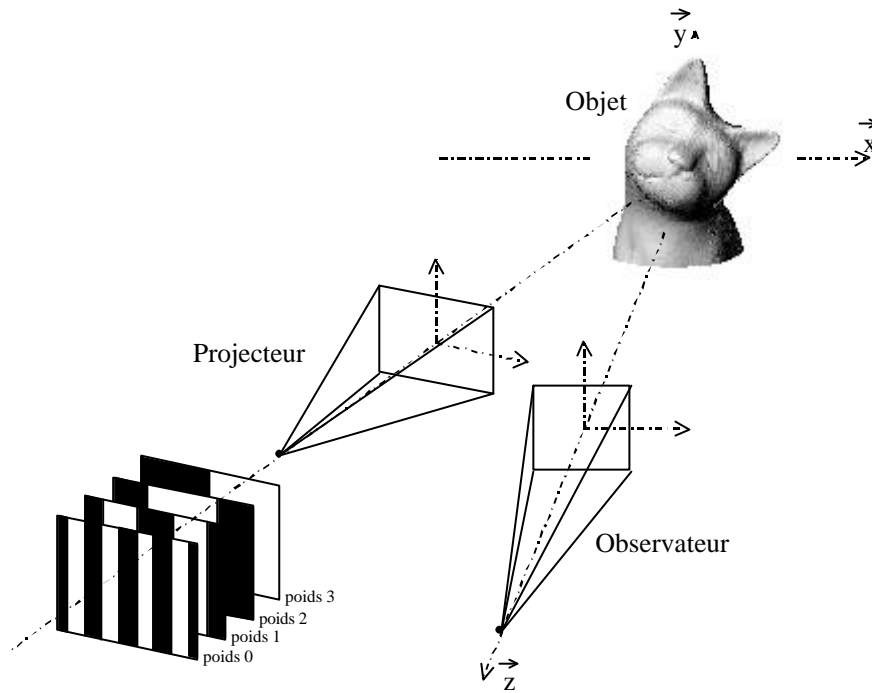 y
Objet
x
Projecteur
Observateur
poids 3
poids 2
poids 1
poids 0
z